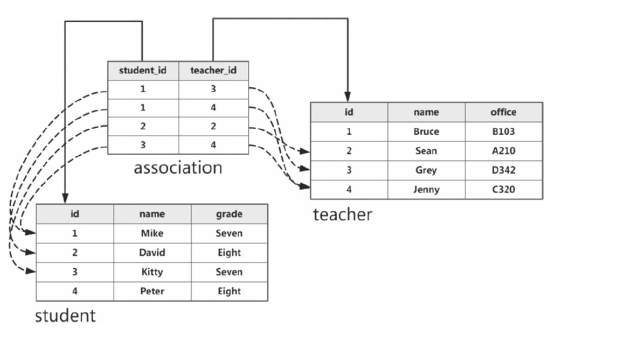 student_id teacher_id
1 3
1 4
2 2
3 4
association
id name office
1 Bruce B103
2 Sean A210
3 Grey D342
4 Jenny C320
teacher
id name grade
1 Mike Seven
2 David Eight
3 Kitty Seven
4 Peter Eight
student